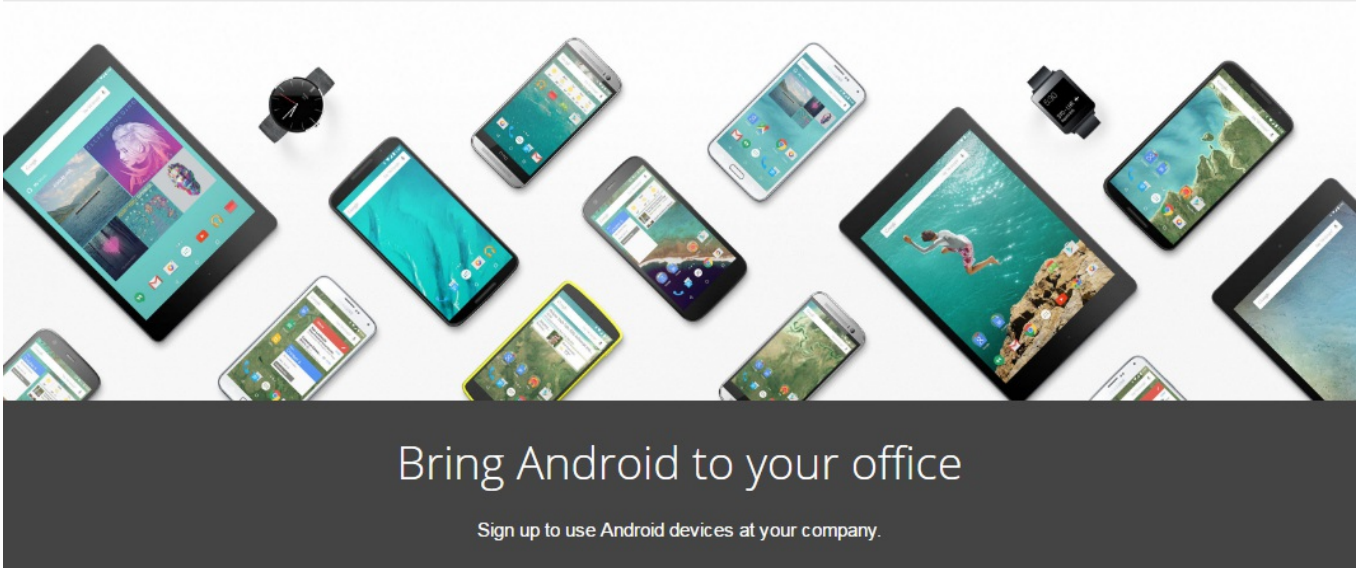 Bring Android to your office
Sign up to use Android devices at your company.